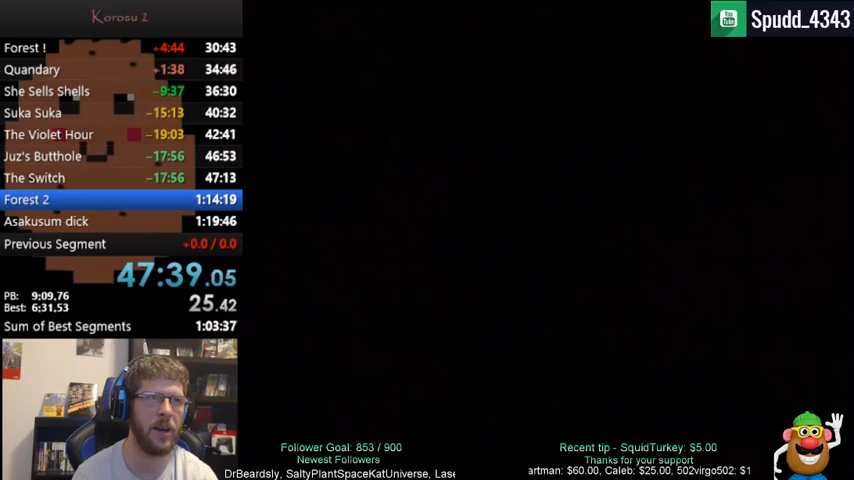 Korosu 2
Spudd_4343
Forest ! +4:44 30:43
Quandary +1:38 34:46
She Sells Shells −9:37 36:30
Suka Suka −15:13 40:32
The Violet Hour −19:03 42:41
Juz's Butthole −17:56 46:53
The Switch −17:56 47:13
Forest 2 1:14:19
Asakusum dick 1:19:46
Previous Segment +0.0 / 0.0
47:39.05
PB: 9:09.76
Best: 6:31.53
25.42
Sum of Best Segments 1:03:37
Follower Goal: 853 / 900
Newest Followers
DrBeardsly, SaltyPlantSpaceKatUniverse, Lase
Recent tip - SquidTurkey: $5.00
Thanks for your support
artman: $60.00, Caleb: $25.00, 502virgo502: $1